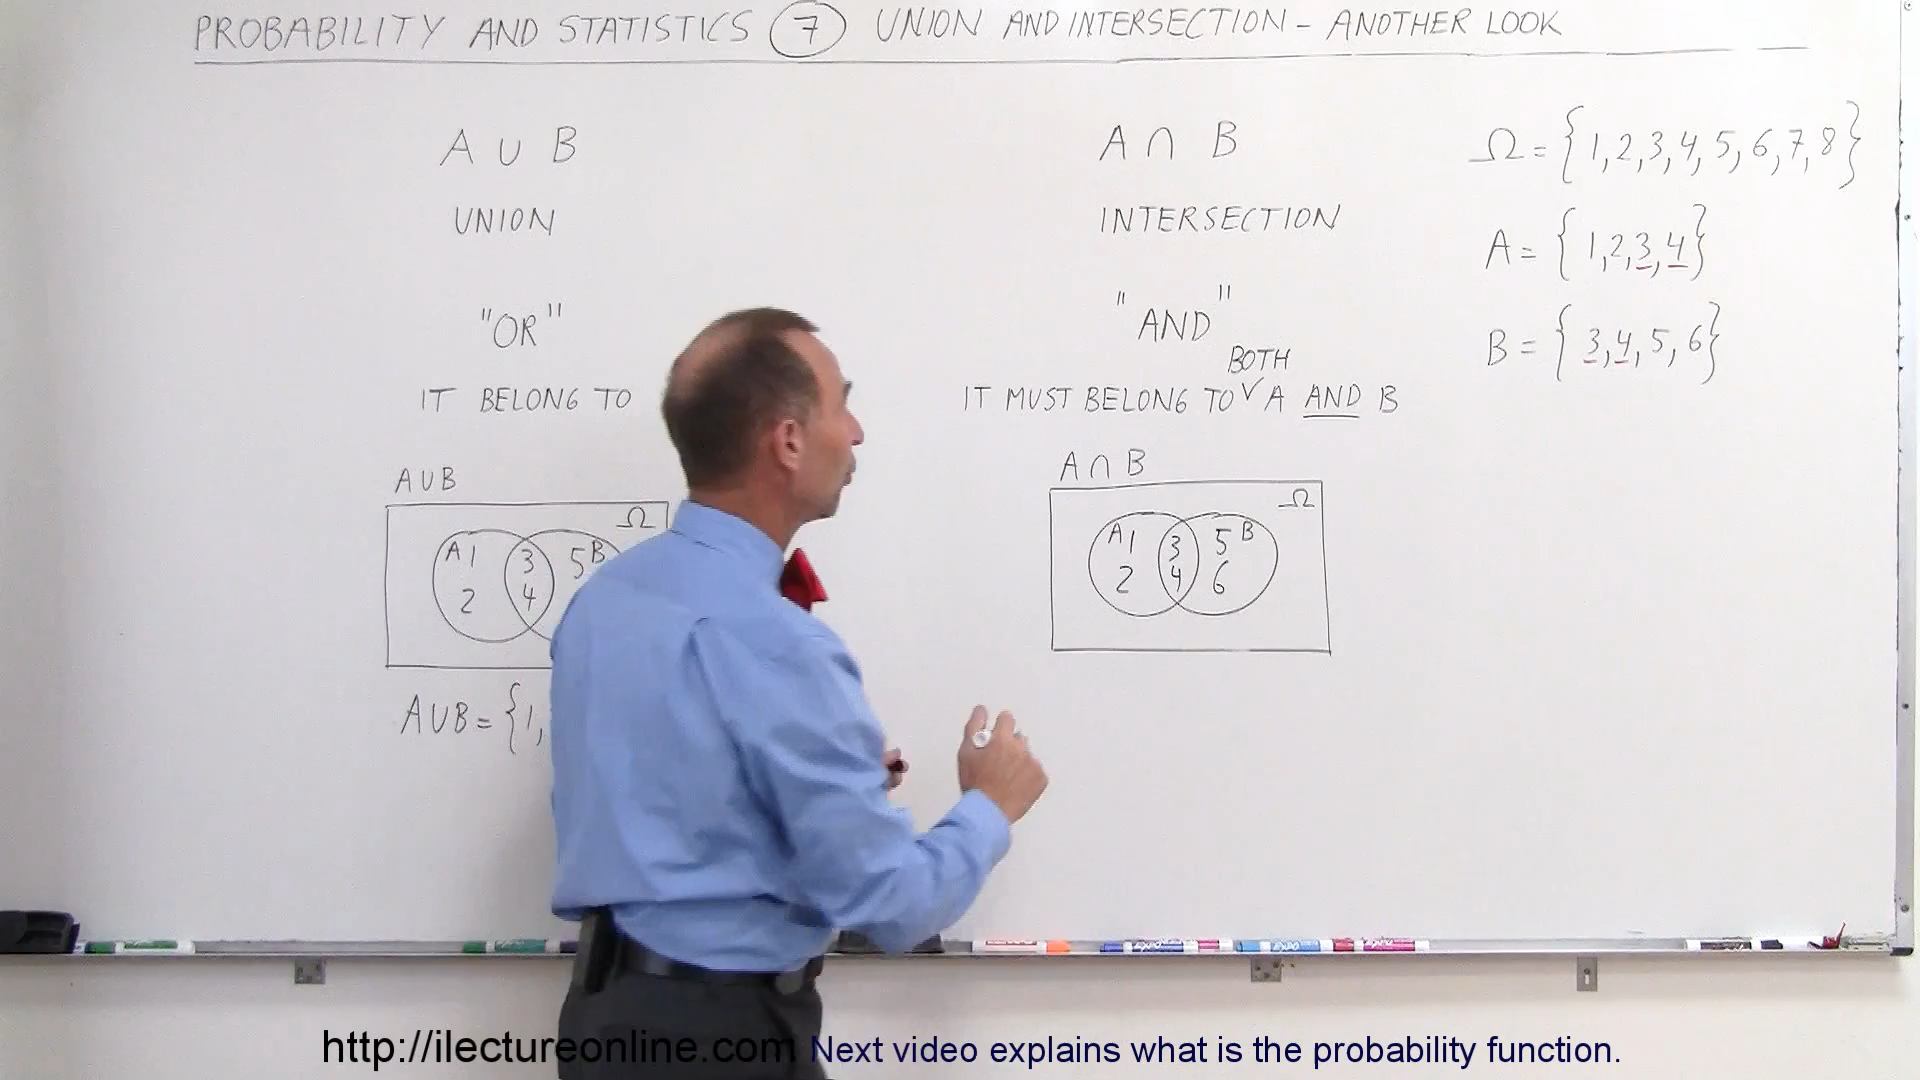 PROBABILITY AND STATISTICS 7 UNION AND INTERSECTION - ANOTHER LOOK
A ∪ B
UNION
"OR"
IT BELONG TO
A∪B
Ω
A 1 3 5 B
2 4
A∪B = {1,
A ∩ B
INTERSECTION
"AND"
BOTH
IT MUST BELONG TO ∨ A AND B
A ∩ B
Ω
A 1 3 5 B
2 4 6
Ω = {1,2,3,4,5,6,7,8}
A = {1,2,3,4}
B = {3,4,5,6}
http://ilectureonline.com Next video explains what is the probability function.